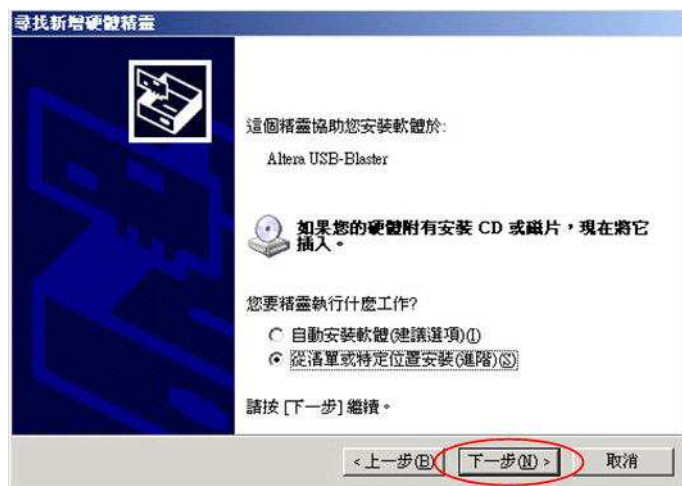 尋找新增硬體精靈
這個精靈協助您安裝軟體於:
Altera USB-Blaster
如果您的硬體附有安裝 CD 或磁片，現在將它
插入。
您要精靈執行什麼工作?
自動安裝軟體(建議選項)(I)
從清單或特定位置安裝(進階)(S)
請按 [下一步] 繼續。
<上一步(B) 下一步(N)> 取消